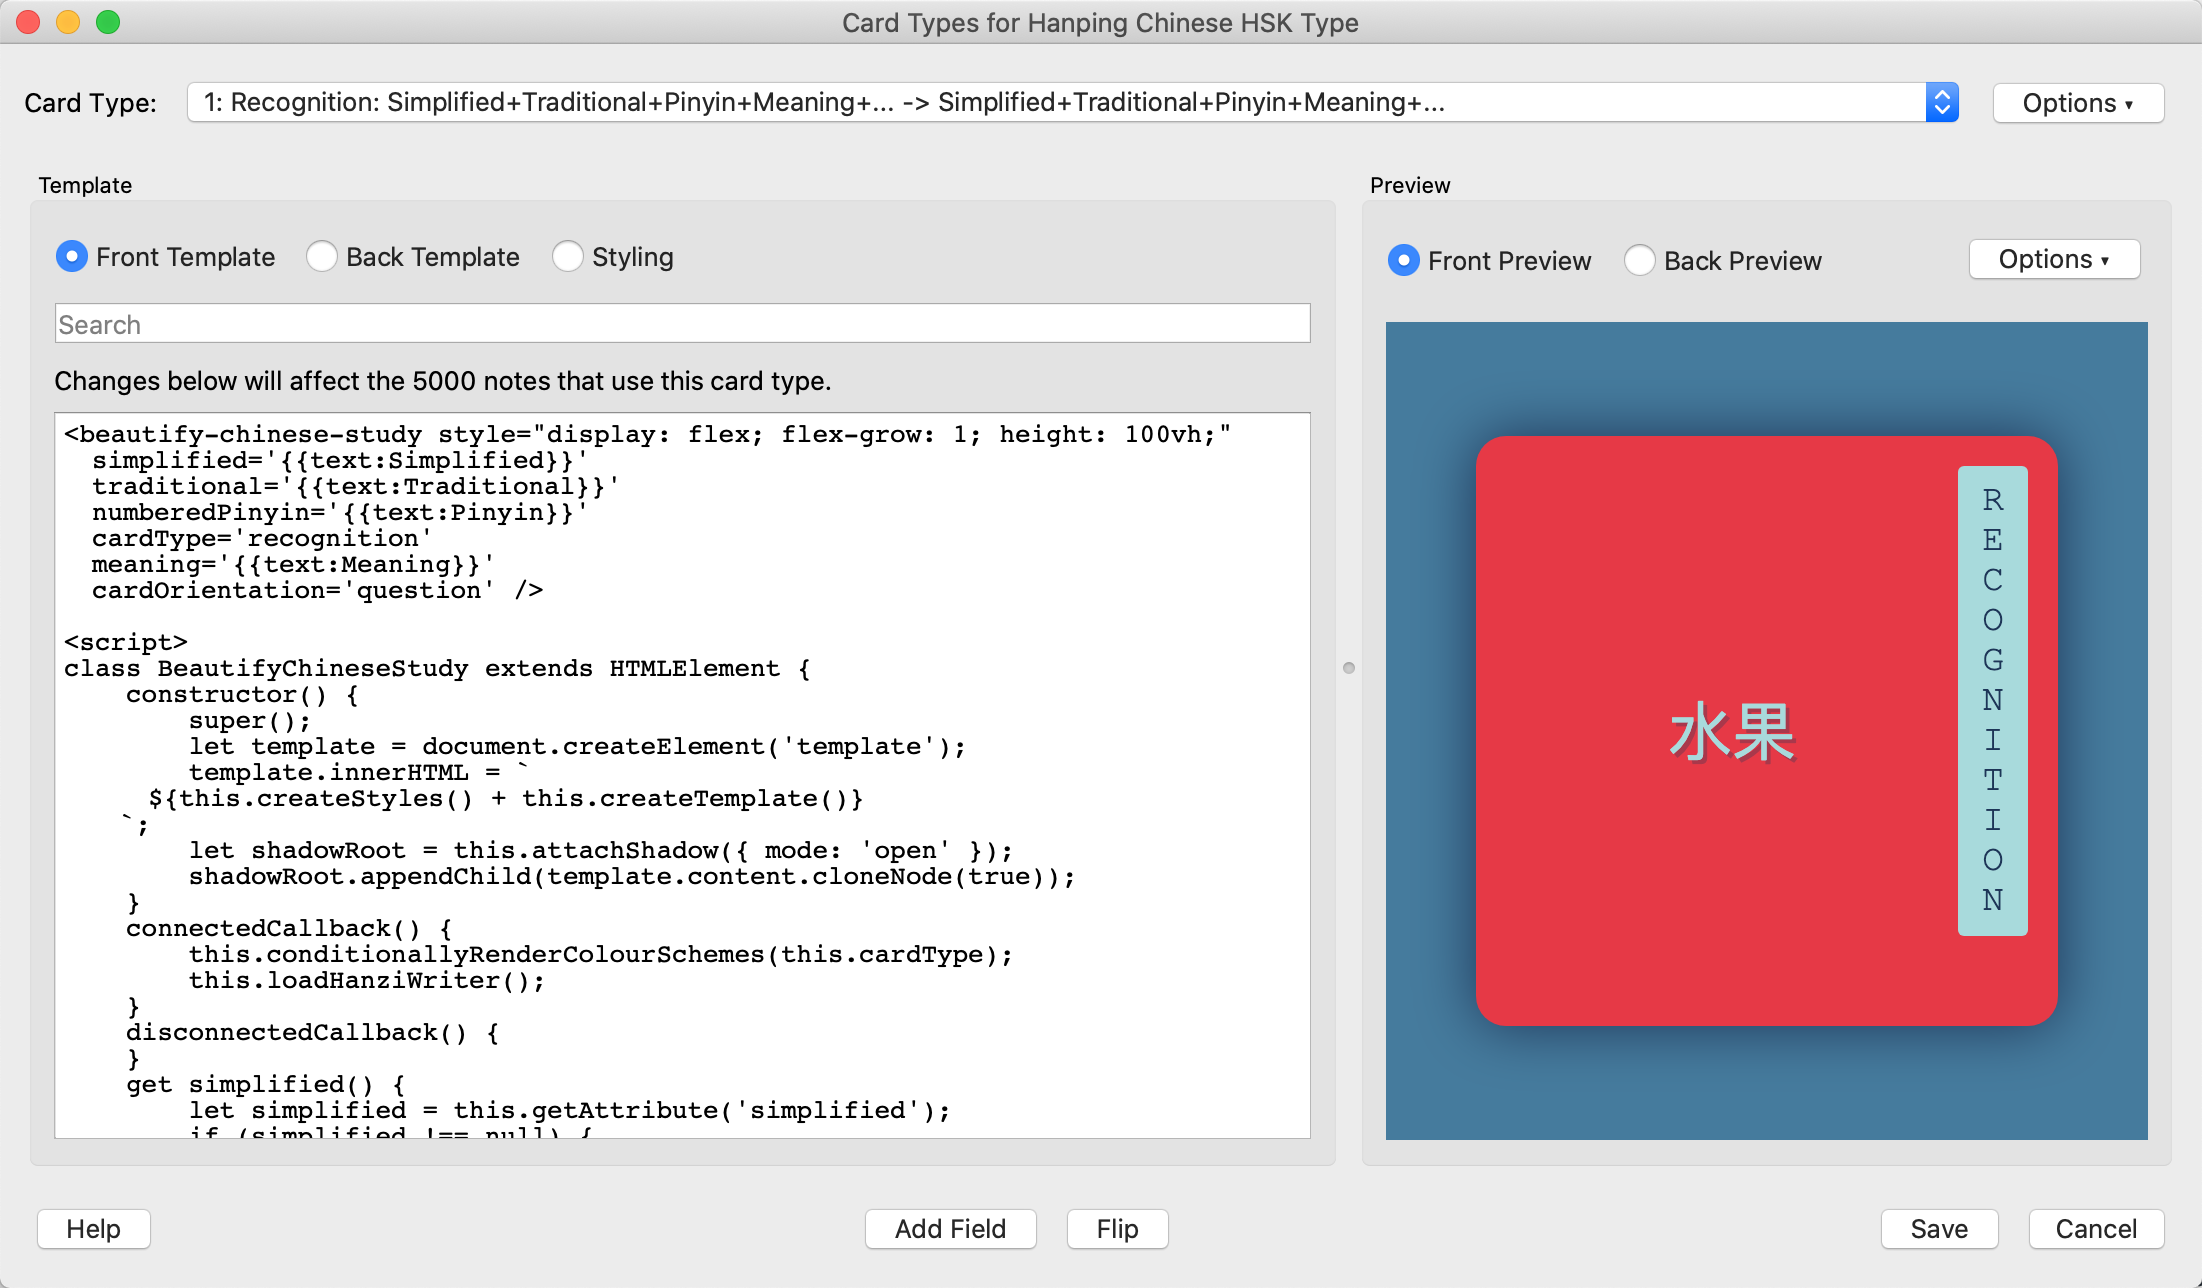 Card Types for Hanping Chinese HSK Type
Card Type:
1: Recognition: Simplified+Traditional+Pinyin+Meaning+... -> Simplified+Traditional+Pinyin+Meaning+...
Options ▾
Template
Front Template
Back Template
Styling
Search
Changes below will affect the 5000 notes that use this card type.
<beautify-chinese-study style="display: flex; flex-grow: 1; height: 100vh;"
  simplified='{{text:Simplified}}'
  traditional='{{text:Traditional}}'
  numberedPinyin='{{text:Pinyin}}'
  cardType='recognition'
  meaning='{{text:Meaning}}'
  cardOrientation='question' />
<script>
class BeautifyChineseStudy extends HTMLElement {
    constructor() {
        super();
        let template = document.createElement('template');
        template.innerHTML = `
      ${this.createStyles() + this.createTemplate()}
    `;
        let shadowRoot = this.attachShadow({ mode: 'open' });
        shadowRoot.appendChild(template.content.cloneNode(true));
    }
    connectedCallback() {
        this.conditionallyRenderColourSchemes(this.cardType);
        this.loadHanziWriter();
    }
    disconnectedCallback() {
    }
    get simplified() {
        let simplified = this.getAttribute('simplified');
        if (simplified !== null) {
Preview
Front Preview
Back Preview
Options ▾
水果
RECOGNITION
Help
Add Field
Flip
Save
Cancel